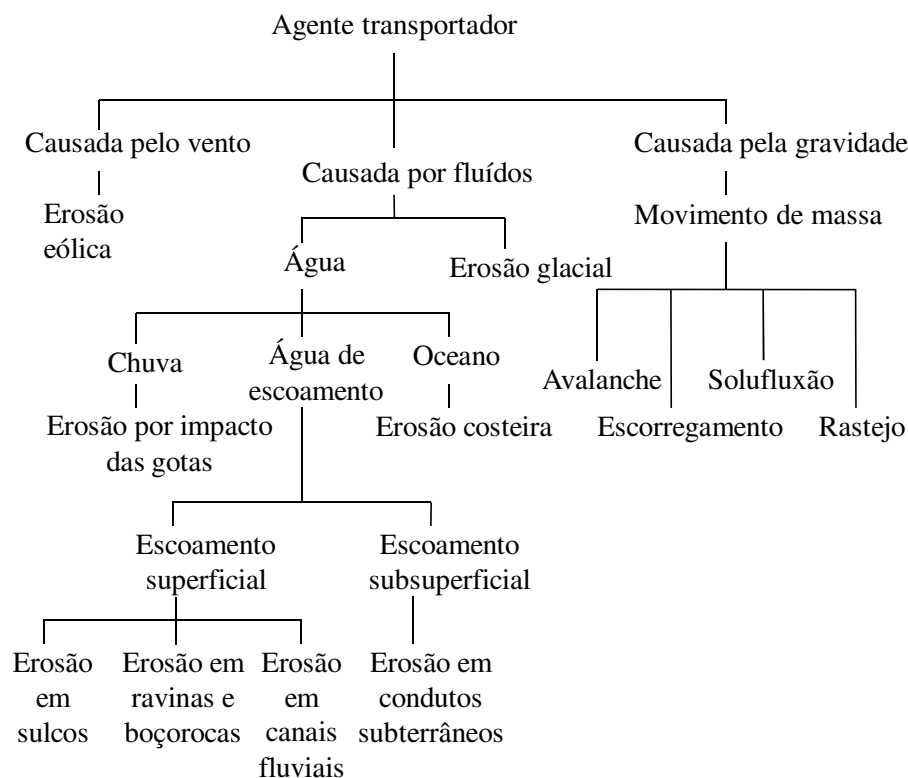 Agente transportador
Causada pelo vento
Causada por fluídos
Causada pela gravidade
Erosão
eólica
Movimento de massa
Água
Erosão glacial
Chuva
Água de
escoamento
Oceano
Avalanche
Solufluxão
Erosão por impacto
das gotas
Erosão costeira
Escorregamento
Rastejo
Escoamento
superficial
Escoamento
subsuperficial
Erosão
em
sulcos
Erosão em
ravinas e
boçorocas
Erosão
em
canais
fluviais
Erosão em
condutos
subterrâneos